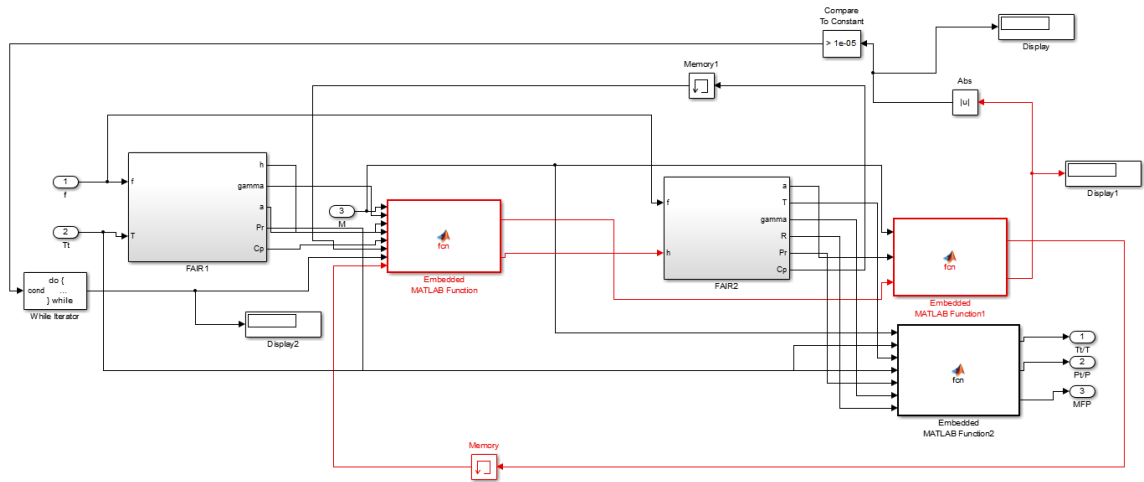 Compare
To Constant
> 1e-05
Display
Memory1
Abs
|u|
Display1
1
f
2
Tt
f
T
h
gamma
a
Pr
Cp
FAIR1
3
M
fcn
Embedded
MATLAB Function
f
h
a
T
gamma
R
Pr
Cp
FAIR2
fcn
Embedded
MATLAB Function1
do {
cond ...
} while
While Iterator
Display2
fcn
Embedded
MATLAB Function2
1
Tt/T
2
Pt/P
3
MFP
Memory